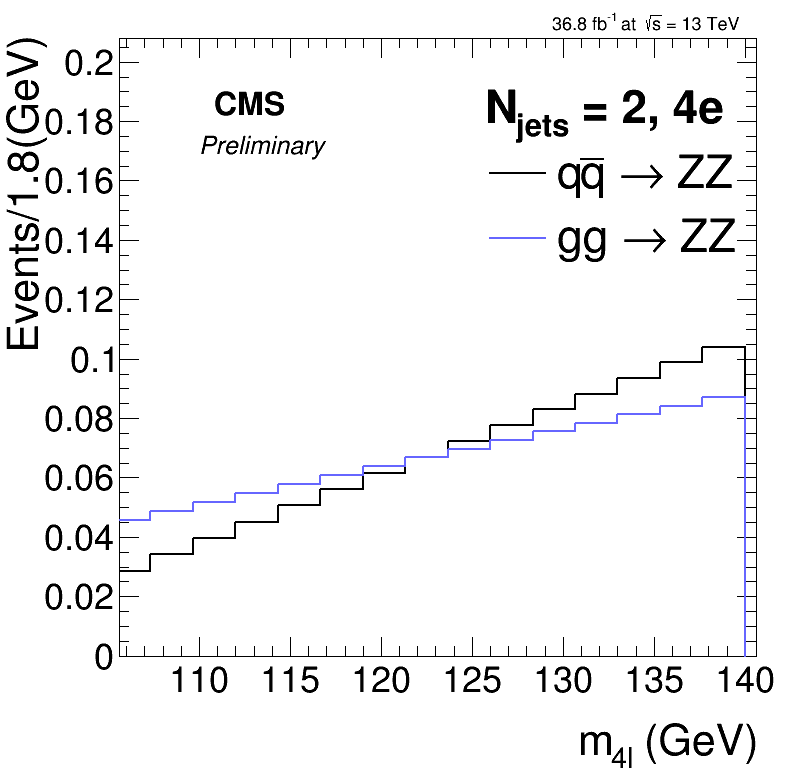 36.8 fb⁻¹ at √s = 13 TeV
CMS
Preliminary
N_jets = 2, 4e
qq̅ → ZZ
gg → ZZ
Events/1.8(GeV)
0.2
0.18
0.16
0.14
0.12
0.1
0.08
0.06
0.04
0.02
0
110 115 120 125 130 135 140
m_4l (GeV)